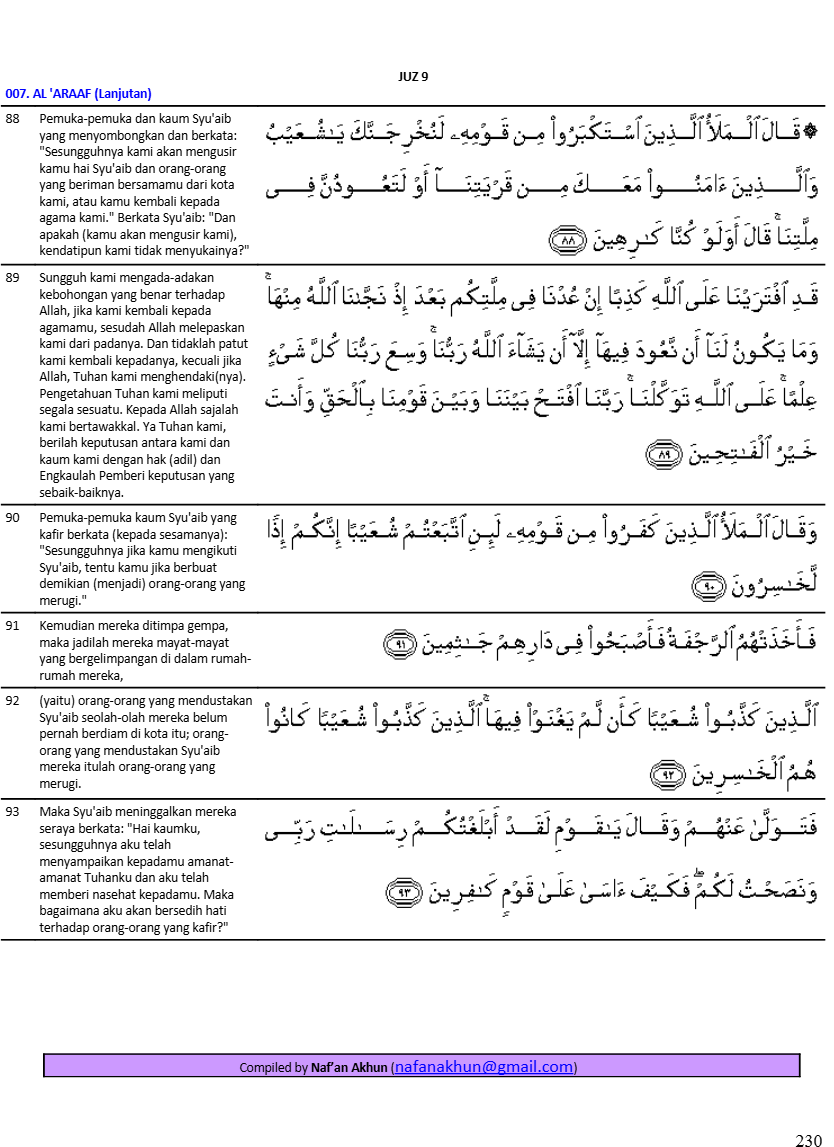 JUZ 9
007. AL 'ARAAF (Lanjutan)
88
Pemuka-pemuka dan kaum Syu'aib
yang menyombongkan dan berkata:
"Sesungguhnya kami akan mengusir
kamu hai Syu'aib dan orang-orang
yang beriman bersamamu dari kota
kami, atau kamu kembali kepada
agama kami." Berkata Syu'aib: "Dan
apakah (kamu akan mengusir kami),
kendatipun kami tidak menyukainya?"
۞ قَالَ ٱلْمَلَأُ ٱلَّذِينَ ٱسْتَكْبَرُوا۟ مِن قَوْمِهِۦ لَنُخْرِجَنَّكَ يَـٰشُعَيْبُ
وَٱلَّذِينَ ءَامَنُوا۟ مَعَكَ مِن قَرْيَتِنَآ أَوْ لَتَعُودُنَّ فِى
مِلَّتِنَا ۚ قَالَ أَوَلَوْ كُنَّا كَـٰرِهِينَ ﴿٨٨﴾
89
Sungguh kami mengada-adakan
kebohongan yang benar terhadap
Allah, jika kami kembali kepada
agamamu, sesudah Allah melepaskan
kami dari padanya. Dan tidaklah patut
kami kembali kepadanya, kecuali jika
Allah, Tuhan kami menghendaki(nya).
Pengetahuan Tuhan kami meliputi
segala sesuatu. Kepada Allah sajalah
kami bertawakkal. Ya Tuhan kami,
berilah keputusan antara kami dan
kaum kami dengan hak (adil) dan
Engkaulah Pemberi keputusan yang
sebaik-baiknya.
قَدِ ٱفْتَرَيْنَا عَلَى ٱللَّهِ كَذِبًا إِنْ عُدْنَا فِى مِلَّتِكُم بَعْدَ إِذْ نَجَّىٰنَا ٱللَّهُ مِنْهَا ۚ
وَمَا يَكُونُ لَنَآ أَن نَّعُودَ فِيهَآ إِلَّآ أَن يَشَآءَ ٱللَّهُ رَبُّنَا ۚ وَسِعَ رَبُّنَا كُلَّ شَىْءٍ
عِلْمًا ۚ عَلَى ٱللَّهِ تَوَكَّلْنَا ۚ رَبَّنَا ٱفْتَحْ بَيْنَنَا وَبَيْنَ قَوْمِنَا بِٱلْحَقِّ وَأَنتَ
خَيْرُ ٱلْفَـٰتِحِينَ ﴿٨٩﴾
90
Pemuka-pemuka kaum Syu'aib yang
kafir berkata (kepada sesamanya):
"Sesungguhnya jika kamu mengikuti
Syu'aib, tentu kamu jika berbuat
demikian (menjadi) orang-orang yang
merugi."
وَقَالَ ٱلْمَلَأُ ٱلَّذِينَ كَفَرُوا۟ مِن قَوْمِهِۦ لَئِنِ ٱتَّبَعْتُمْ شُعَيْبًا إِنَّكُمْ إِذًا
لَّخَـٰسِرُونَ ﴿٩٠﴾
91
Kemudian mereka ditimpa gempa,
maka jadilah mereka mayat-mayat
yang bergelimpangan di dalam rumah-
rumah mereka,
فَأَخَذَتْهُمُ ٱلرَّجْفَةُ فَأَصْبَحُوا۟ فِى دَارِهِمْ جَـٰثِمِينَ ﴿٩١﴾
92
(yaitu) orang-orang yang mendustakan
Syu'aib seolah-olah mereka belum
pernah berdiam di kota itu; orang-
orang yang mendustakan Syu'aib
mereka itulah orang-orang yang
merugi.
ٱلَّذِينَ كَذَّبُوا۟ شُعَيْبًا كَأَن لَّمْ يَغْنَوْا۟ فِيهَا ۚ ٱلَّذِينَ كَذَّبُوا۟ شُعَيْبًا كَانُوا۟
هُمُ ٱلْخَـٰسِرِينَ ﴿٩٢﴾
93
Maka Syu'aib meninggalkan mereka
seraya berkata: "Hai kaumku,
sesungguhnya aku telah
menyampaikan kepadamu amanat-
amanat Tuhanku dan aku telah
memberi nasehat kepadamu. Maka
bagaimana aku akan bersedih hati
terhadap orang-orang yang kafir?"
فَتَوَلَّىٰ عَنْهُمْ وَقَالَ يَـٰقَوْمِ لَقَدْ أَبْلَغْتُكُمْ رِسَـٰلَـٰتِ رَبِّى
وَنَصَحْتُ لَكُمْ ۖ فَكَيْفَ ءَاسَىٰ عَلَىٰ قَوْمٍ كَـٰفِرِينَ ﴿٩٣﴾
Compiled by Naf’an Akhun (nafanakhun@gmail.com)
230